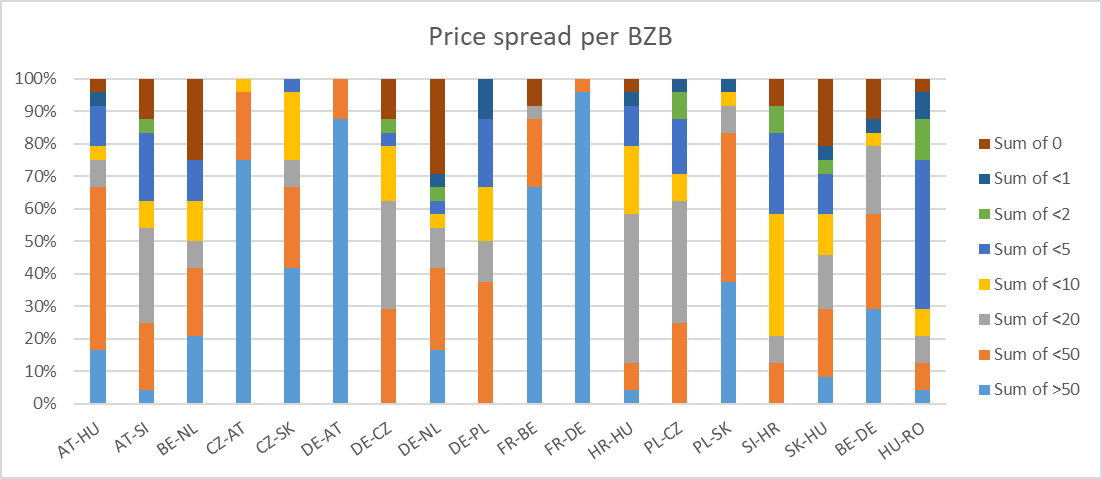 Price spread per BZB
100%
90%
80%
70%
60%
50%
40%
30%
20%
10%
0%
AT-HU
AT-SI
BE-NL
CZ-AT
CZ-SK
DE-AT
DE-CZ
DE-NL
DE-PL
FR-BE
FR-DE
HR-HU
PL-CZ
PL-SK
SI-HR
SK-HU
BE-DE
HU-RO
Sum of 0
Sum of <1
Sum of <2
Sum of <5
Sum of <10
Sum of <20
Sum of <50
Sum of >50